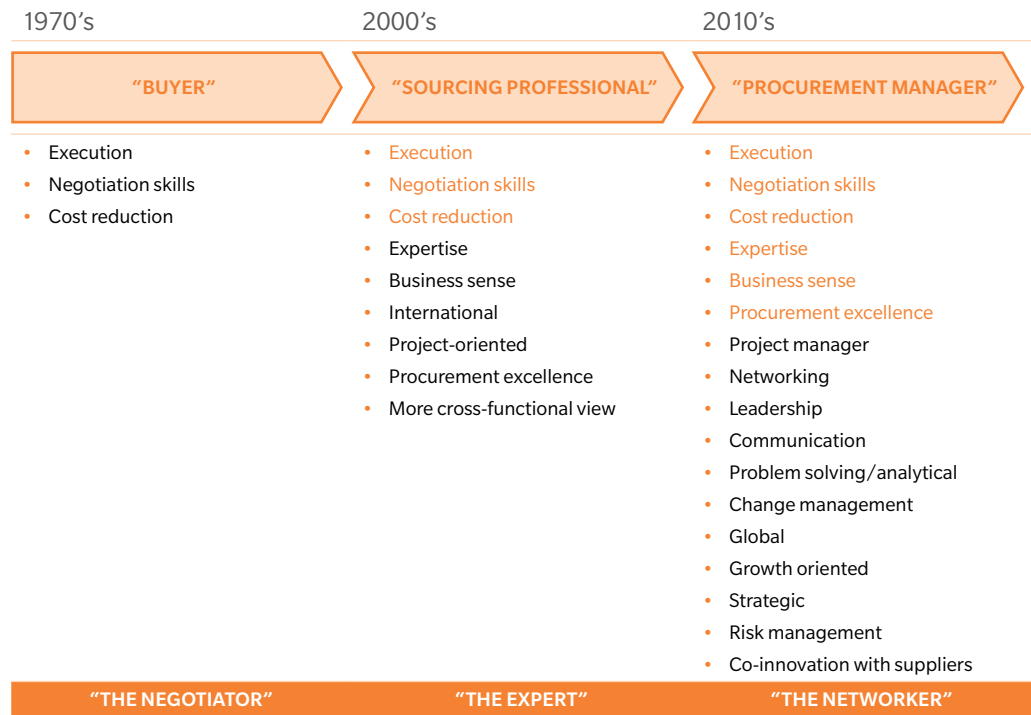 1970’s
2000’s
2010’s
“BUYER”
“SOURCING PROFESSIONAL”
“PROCUREMENT MANAGER”
• Execution
• Negotiation skills
• Cost reduction
• Execution
• Negotiation skills
• Cost reduction
• Expertise
• Business sense
• International
• Project-oriented
• Procurement excellence
• More cross-functional view
• Execution
• Negotiation skills
• Cost reduction
• Expertise
• Business sense
• Procurement excellence
• Project manager
• Networking
• Leadership
• Communication
• Problem solving/analytical
• Change management
• Global
• Growth oriented
• Strategic
• Risk management
• Co-innovation with suppliers
“THE NEGOTIATOR”
“THE EXPERT”
“THE NETWORKER”